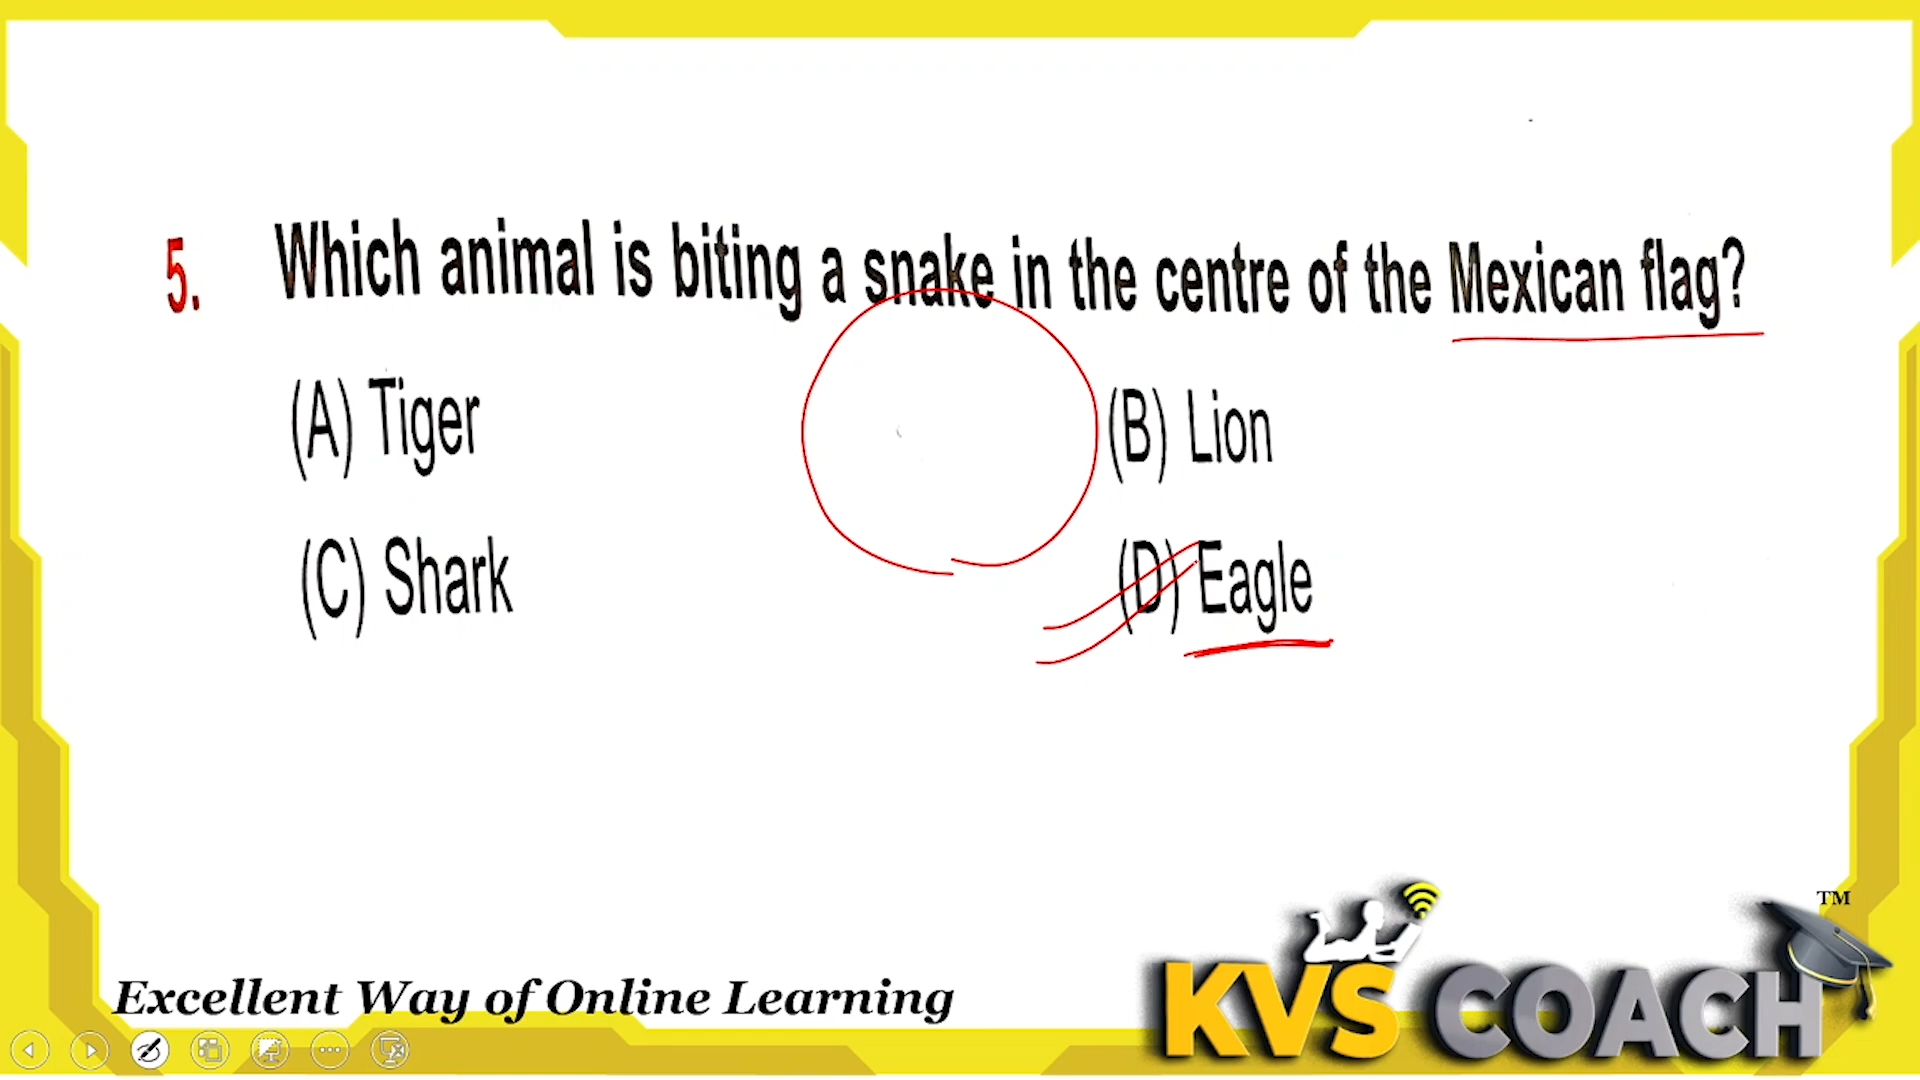 5. Which animal is biting a snake in the centre of the Mexican flag?
(A) Tiger (B) Lion
(C) Shark (D) Eagle
TM
KVS COACH
Excellent Way of Online Learning